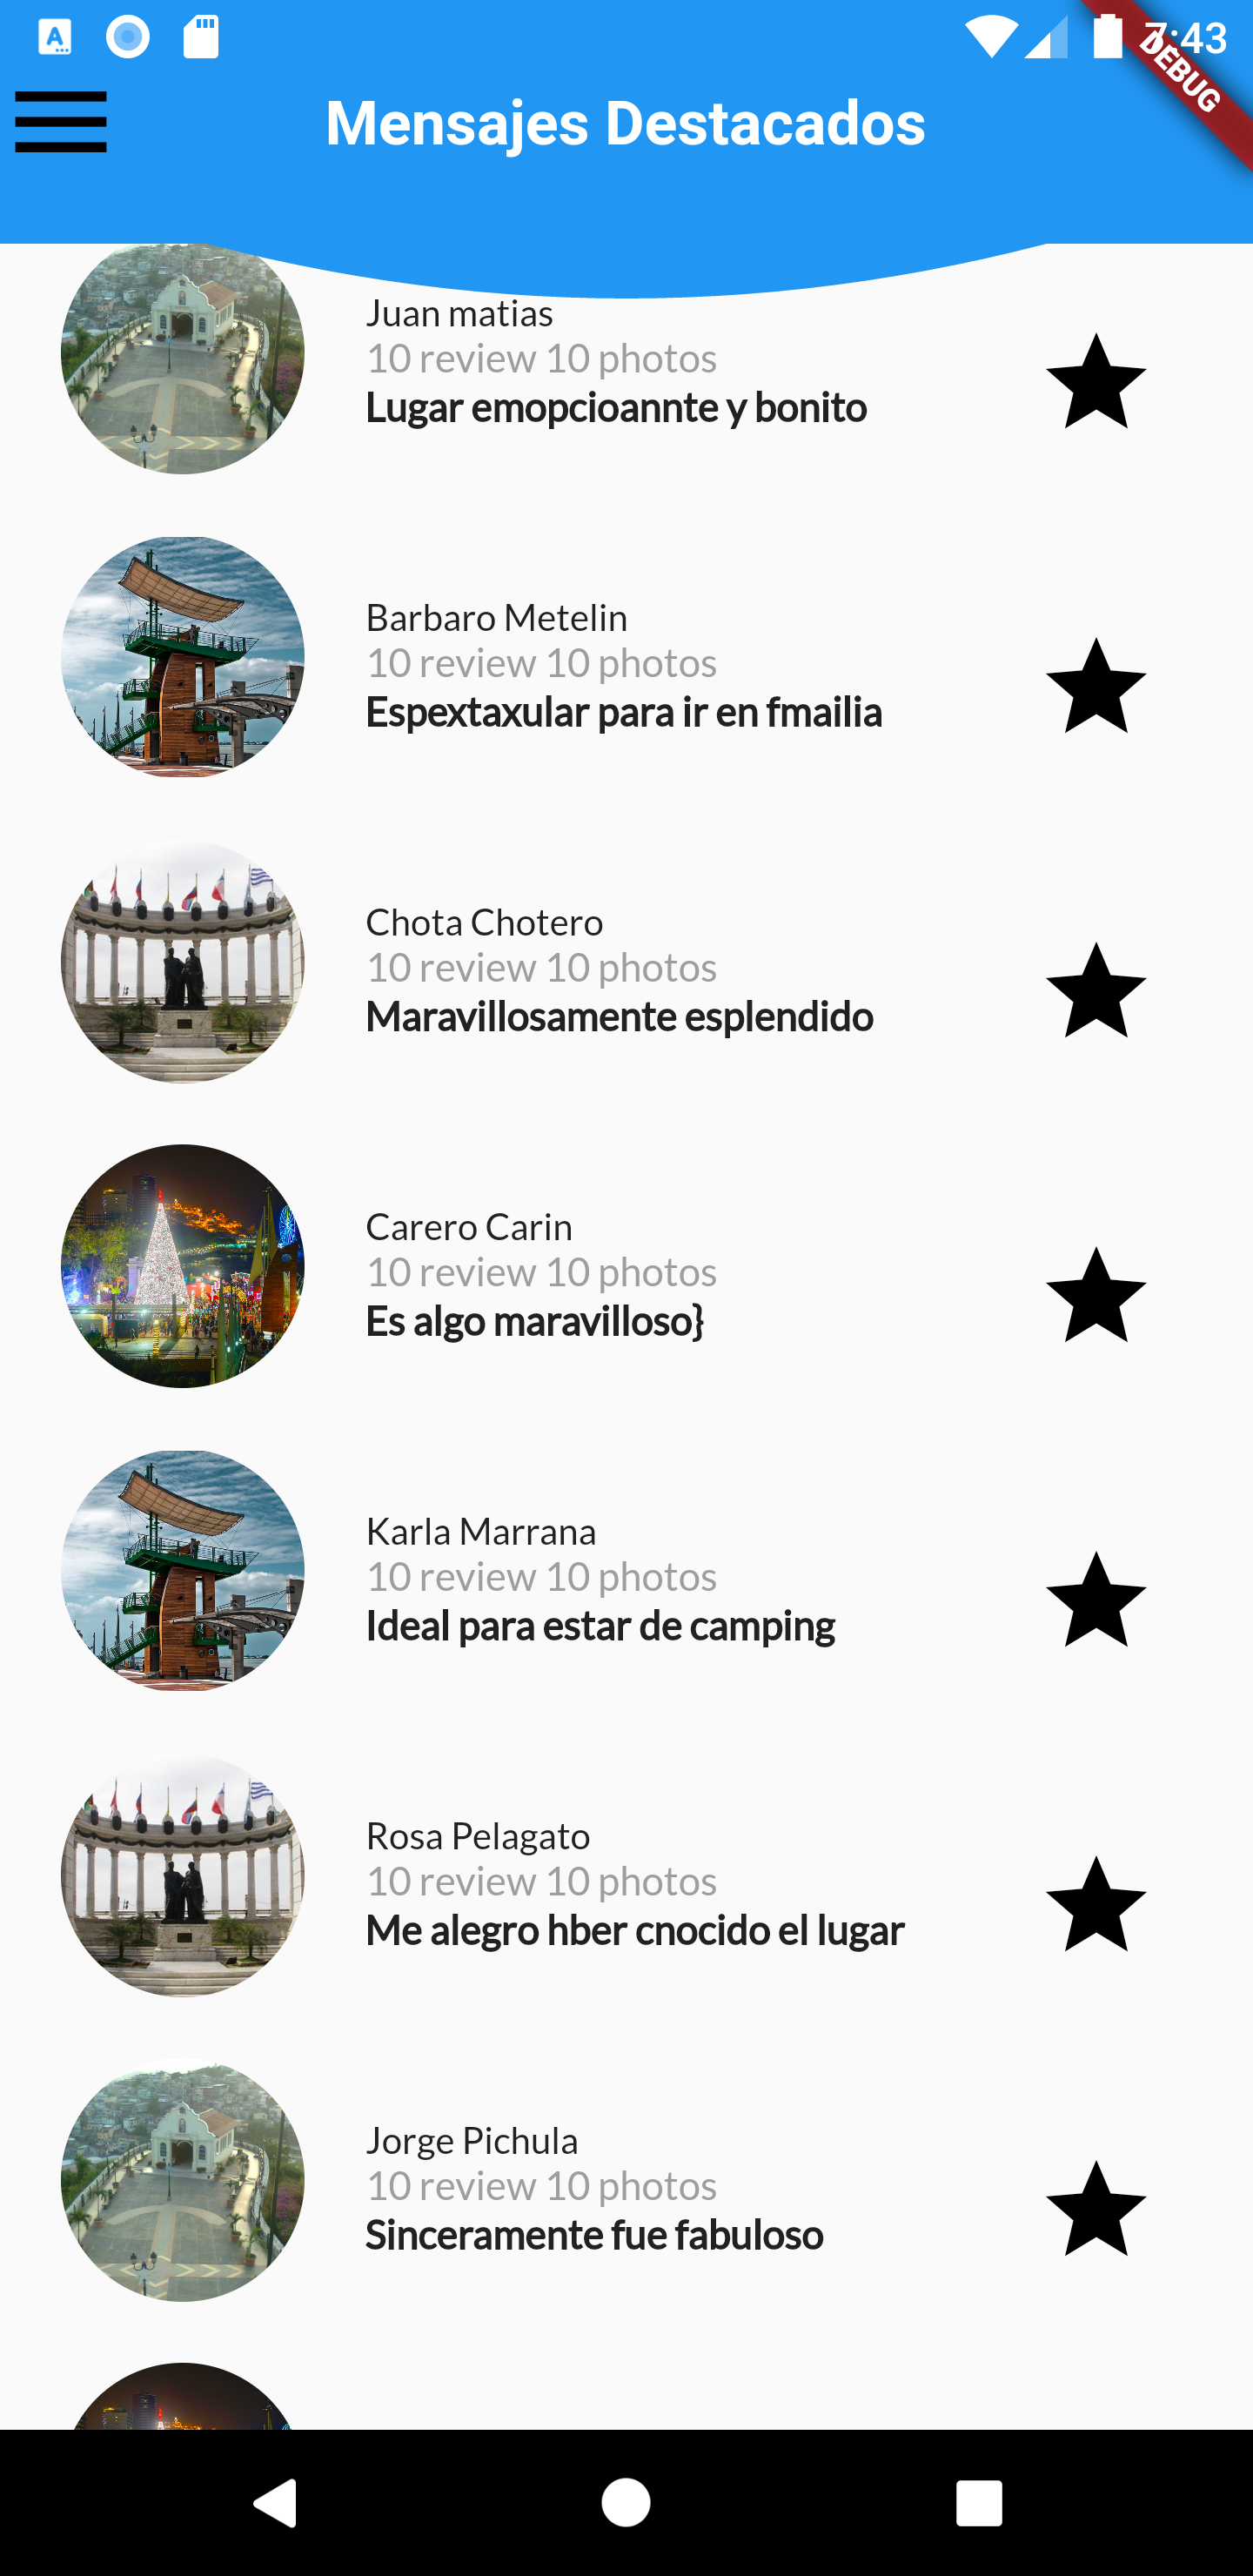 A
7:43
DEBUG
Mensajes Destacados
Juan matias
10 review 10 photos
Lugar emopcioannte y bonito
Barbaro Metelin
10 review 10 photos
Espextaxular para ir en fmailia
Chota Chotero
10 review 10 photos
Maravillosamente esplendido
Carero Carin
10 review 10 photos
Es algo maravilloso}
Karla Marrana
10 review 10 photos
Ideal para estar de camping
Rosa Pelagato
10 review 10 photos
Me alegro hber cnocido el lugar
Jorge Pichula
10 review 10 photos
Sinceramente fue fabuloso